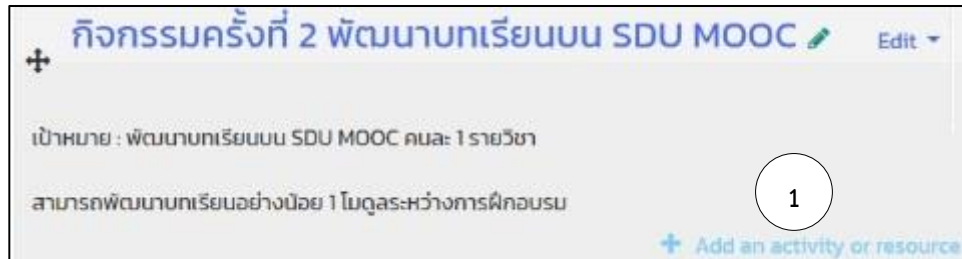 กิจกรรมครั้งที่ 2 พัฒนาบทเรียนบน SDU MOOC Edit
เป้าหมาย : พัฒนาบทเรียนบน SDU MOOC คนละ 1 รายวิชา
สามารถพัฒนาบทเรียนอย่างน้อย 1 โมดูลระหว่างการฝึกอบรม
1
Add an activity or resource